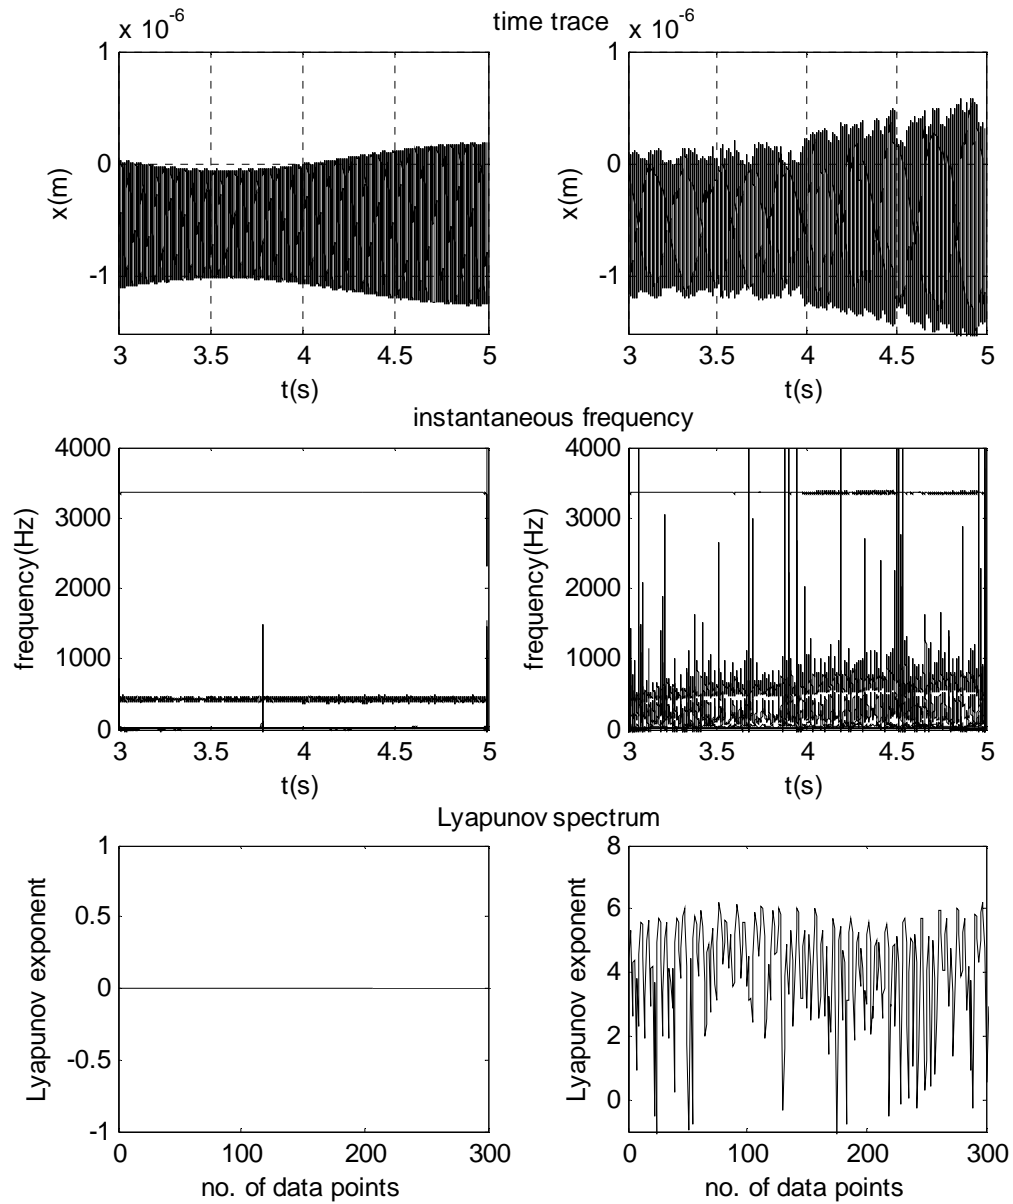 x 10^-6 time trace x 10^-6
1 1
0 0
-1 -1
x(m) x(m)
3 3.5 4 4.5 5 3 3.5 4 4.5 5
t(s) t(s)
instantaneous frequency
4000 4000
3000 3000
2000 2000
1000 1000
0 0
frequency(Hz) frequency(Hz)
3 3.5 4 4.5 5 3 3.5 4 4.5 5
t(s) t(s)
Lyapunov spectrum
1 8
0.5 6
0 4
-0.5 2
-1 0
Lyapunov exponent Lyapunov exponent
0 100 200 300 0 100 200 300
no. of data points no. of data points